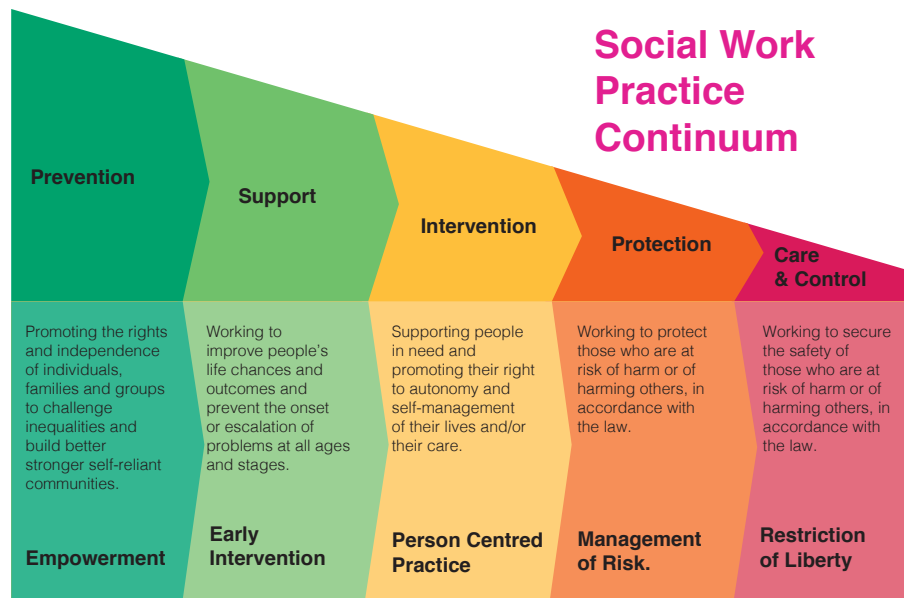 Social Work
Practice
Continuum
Prevention
Support
Intervention
Protection
Care
& Control
Promoting the rights
and independence
of individuals,
families and groups
to challenge
inequalities and
build better
stronger self-reliant
communities.
Empowerment
Working to
improve people's
life chances and
outcomes and
prevent the onset
or escalation of
problems at all ages
and stages.
Early
Intervention
Supporting people
in need and
promoting their right
to autonomy and
self-management
of their lives and/or
their care.
Person Centred
Practice
Working to protect
those who are at
risk of harm or of
harming others, in
accordance with
the law.
Management
of Risk.
Working to secure
the safety of
those who are at
risk of harm or of
harming others, in
accordance with
the law.
Restriction
of Liberty